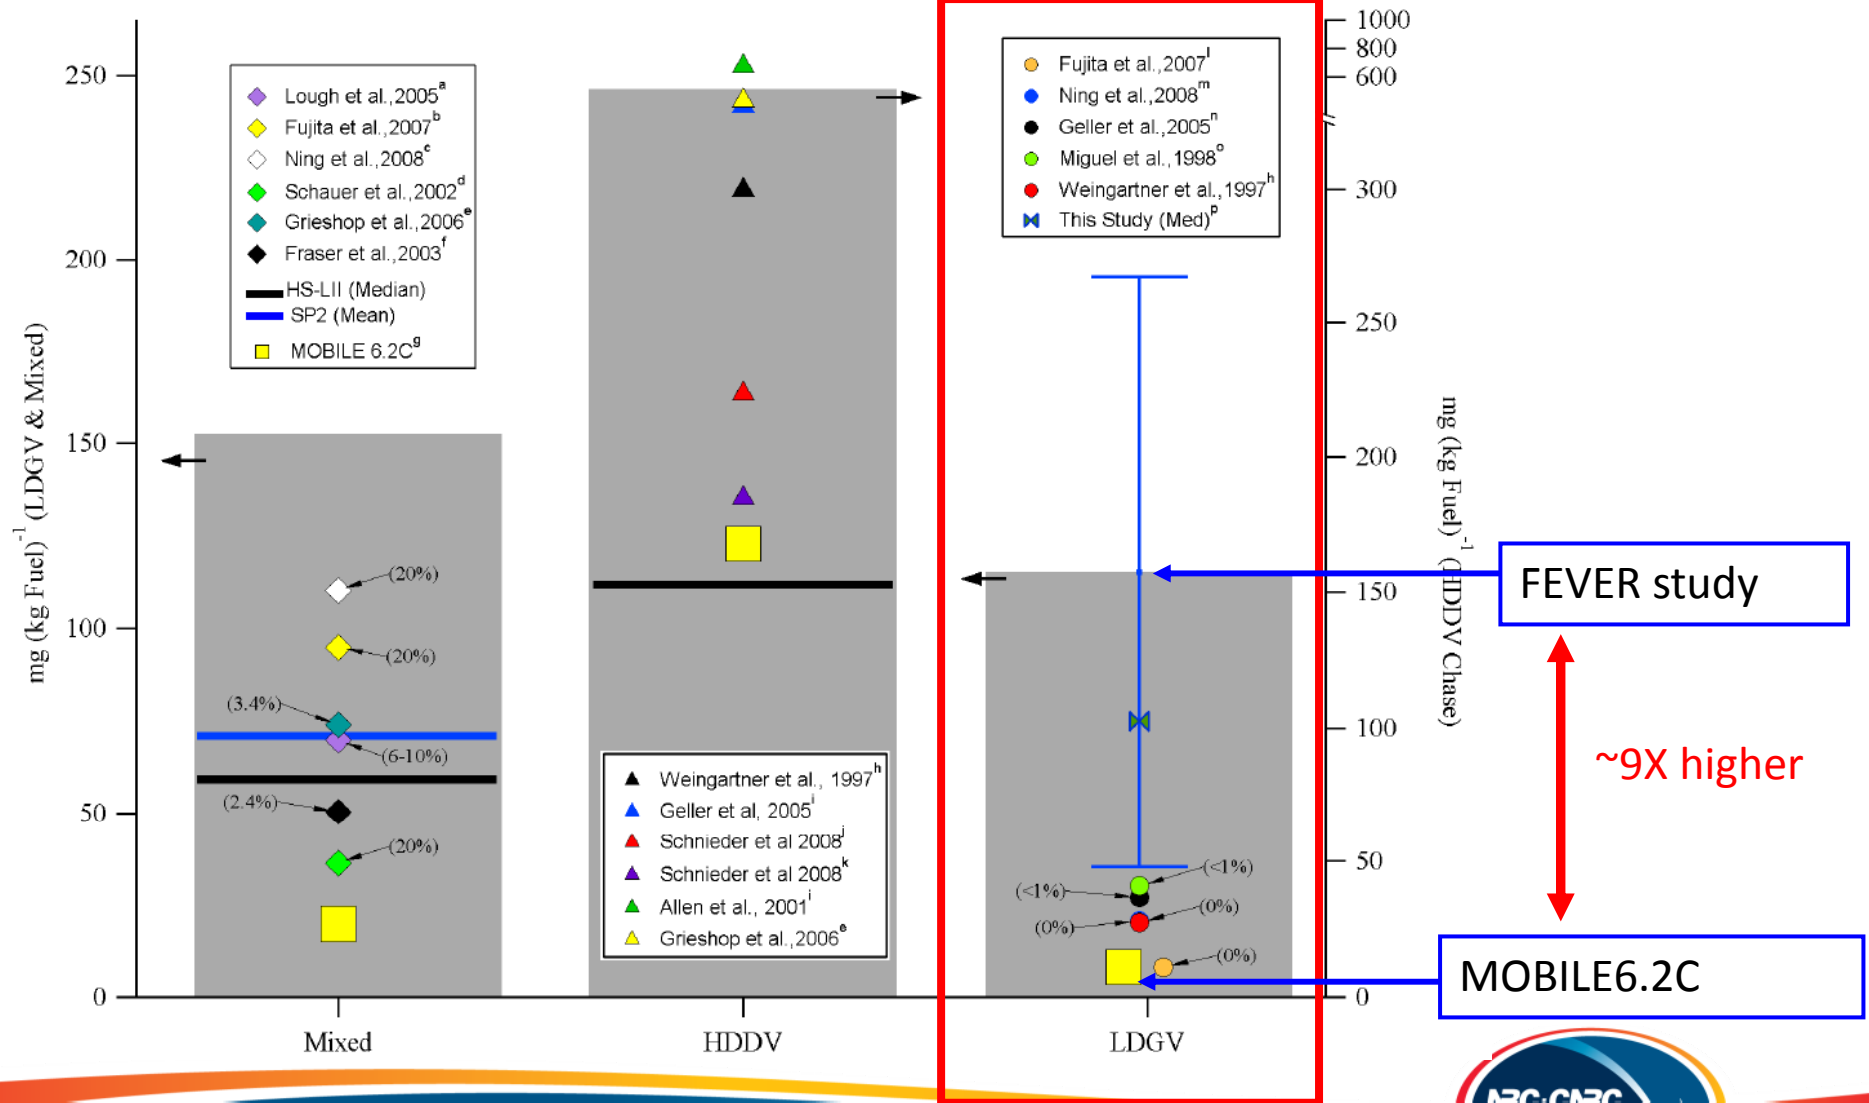 250
200
150
100
50
0
mg (kg Fuel)-1 (LDGV & Mixed)
Lough et al.,2005a
Fujita et al.,2007b
Ning et al.,2008c
Schauer et al.,2002d
Grieshop et al.,2006e
Fraser et al.,2003f
HS-LII (Median)
SP2 (Mean)
MOBILE 6.2Cg
(20%)
(20%)
(3.4%)
(6-10%)
(2.4%)
(20%)
Weingartner et al., 1997h
Geller et al, 2005i
Schnieder et al 2008j
Schnieder et al 2008k
Allen et al., 2001i
Grieshop et al.,2006e
Fujita et al.,2007l
Ning et al.,2008m
Geller et al.,2005n
Miguel et al.,1998o
Weingartner et al.,1997h
This Study (Med)p
(<1%)
(<1%)
(0%)
(0%)
(0%)
1000
800
600
300
250
200
150
100
50
0
mg (kg Fuel)-1 (HDDV Chase)
Mixed
HDDV
LDGV
FEVER study
~9X higher
MOBILE6.2C
NRC·CNRC